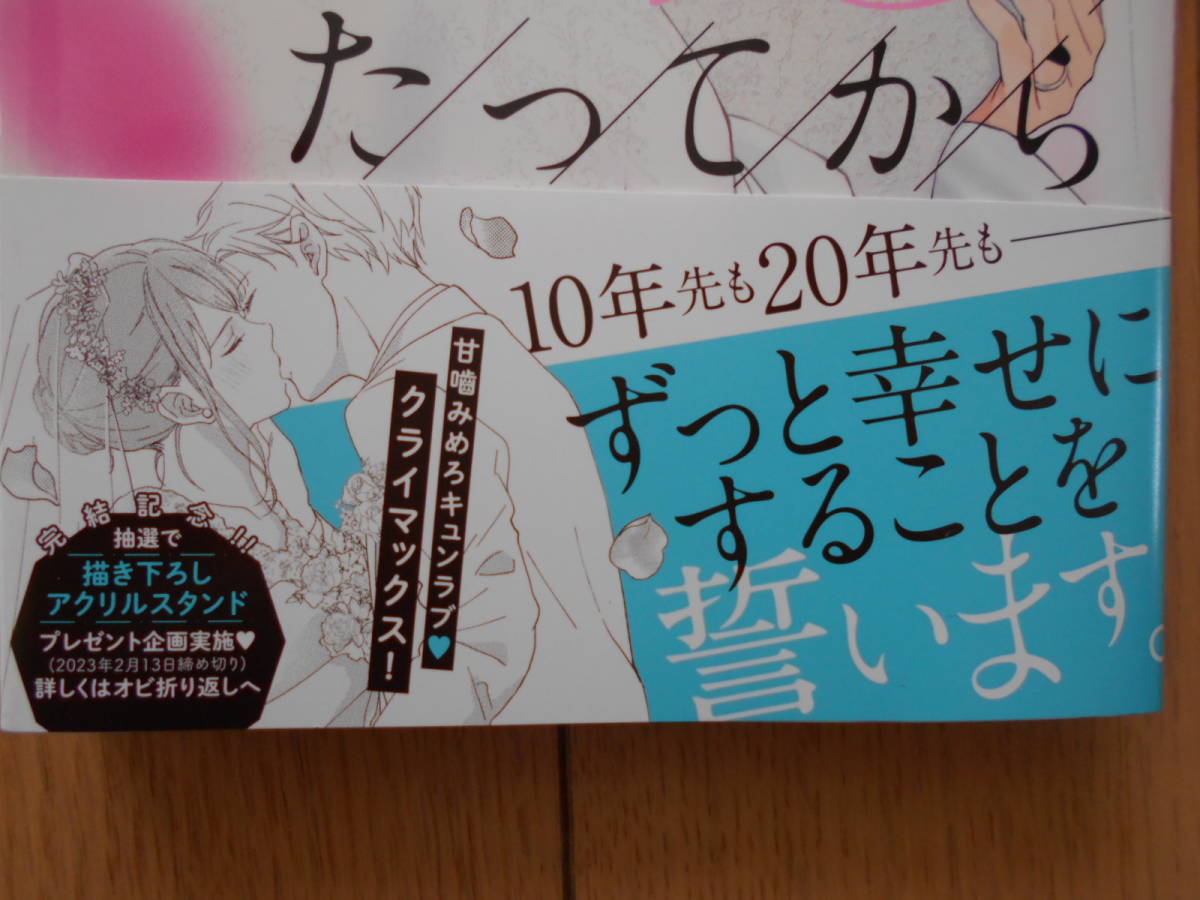 たってから
10年先も20年先も――
ずっと幸せに
することを
誓います。
甘噛みめろキュンラブ♥
クライマックス!
完結記念!!
抽選で
描き下ろし
アクリルスタンド
プレゼント企画実施♥
(2023年2月13日締め切り)
詳しくはオビ折り返しへ